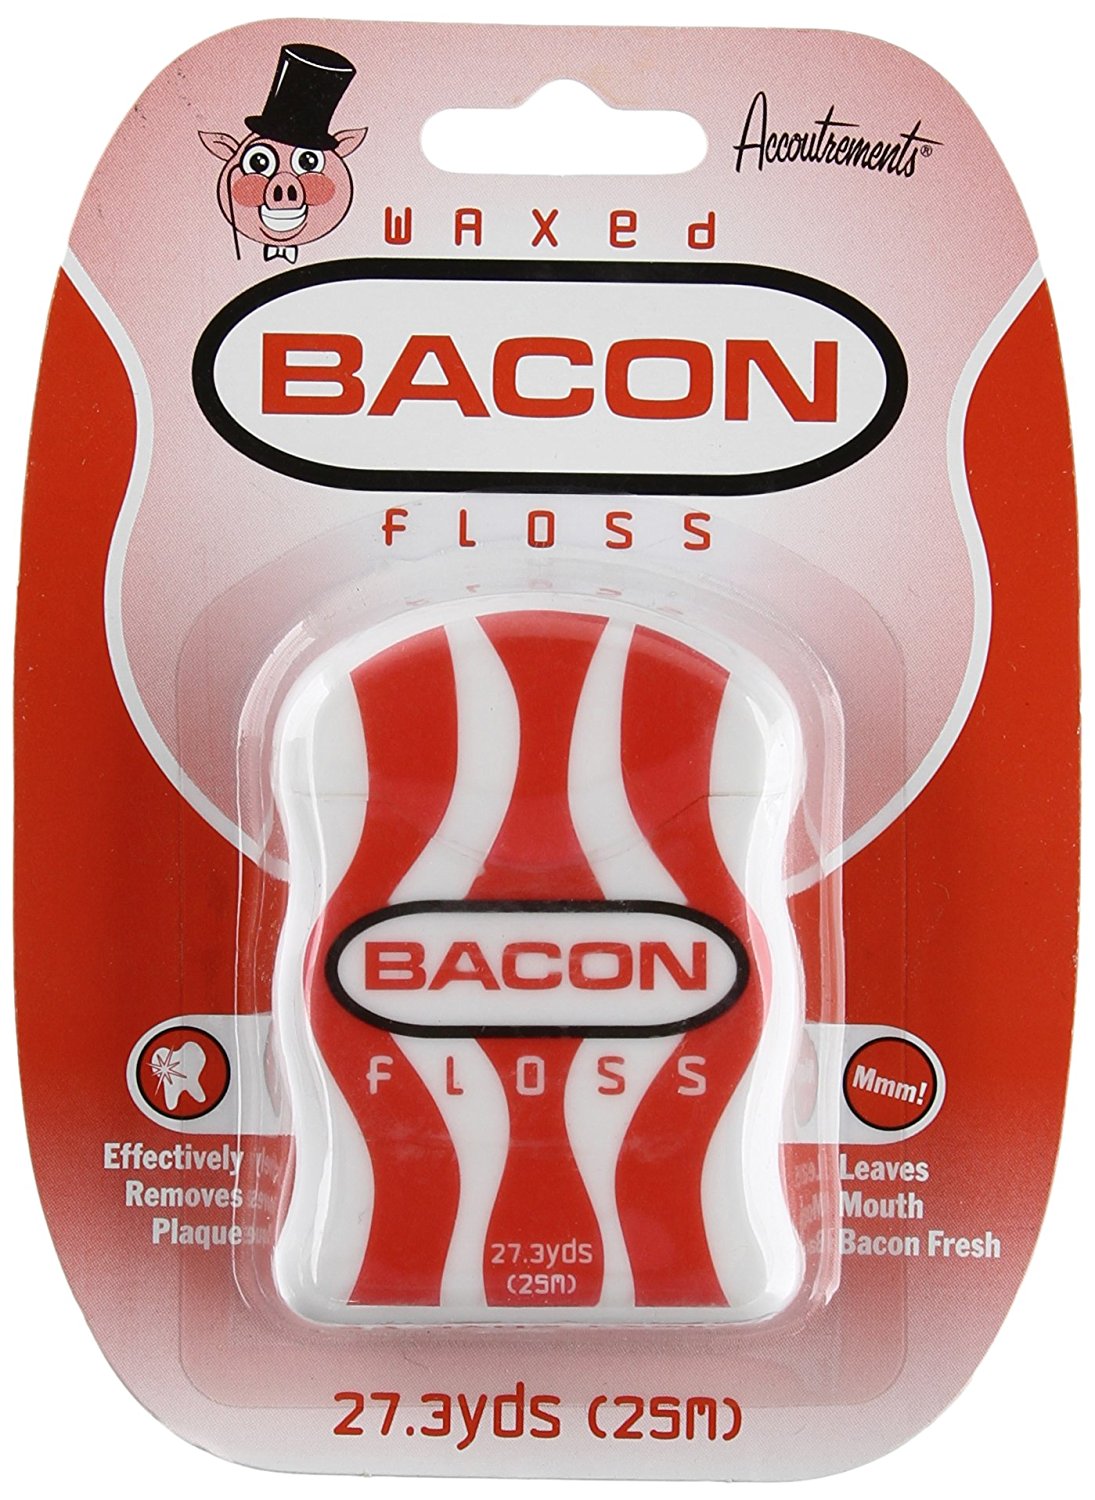 Accoutrements®
WAXed
BACON
FLOSS
BACON
FLOSS
27.3yds
(25M)
Effectively
Removes
Plaque
Mmm!
Leaves
Mouth
Bacon Fresh
27.3yds (25M)